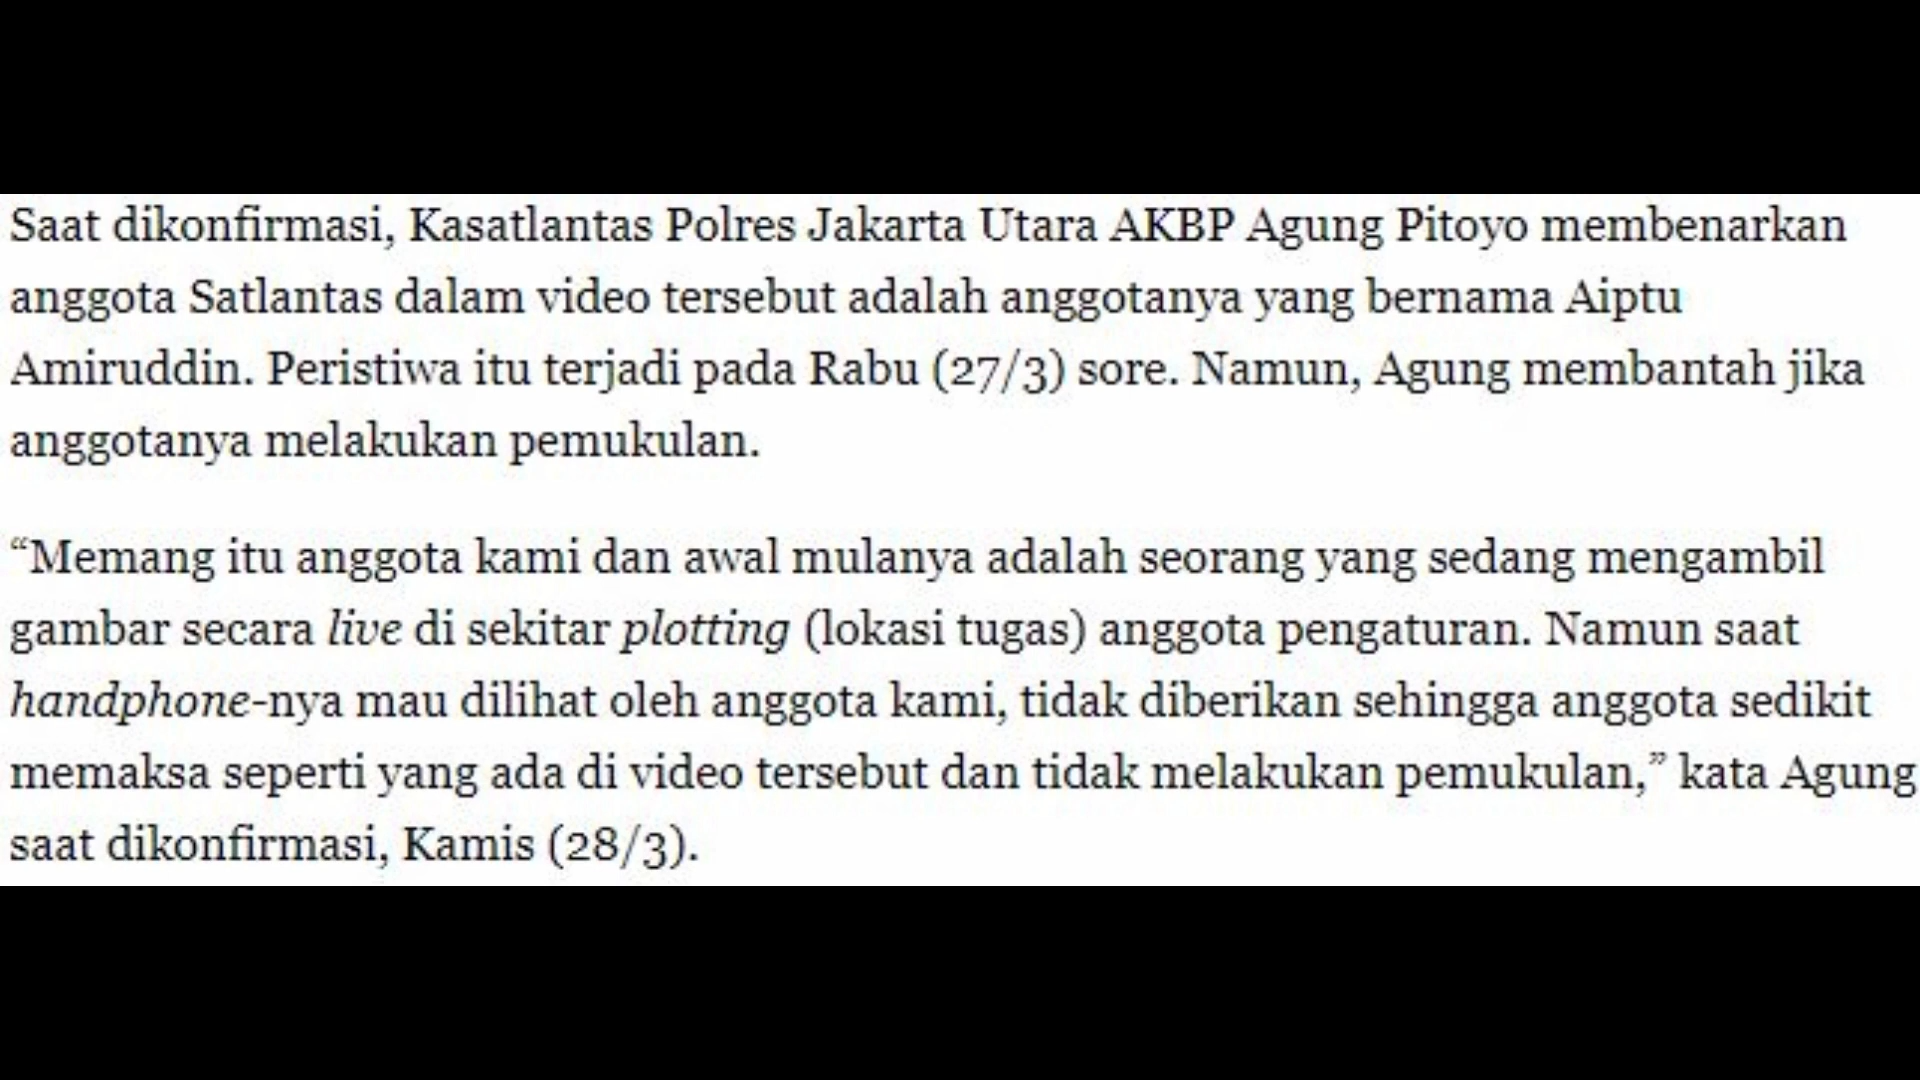 Saat dikonfirmasi, Kasatlantas Polres Jakarta Utara AKBP Agung Pitoyo membenarkan
anggota Satlantas dalam video tersebut adalah anggotanya yang bernama Aiptu
Amiruddin. Peristiwa itu terjadi pada Rabu (27/3) sore. Namun, Agung membantah jika
anggotanya melakukan pemukulan.
“Memang itu anggota kami dan awal mulanya adalah seorang yang sedang mengambil
gambar secara live di sekitar plotting (lokasi tugas) anggota pengaturan. Namun saat
handphone-nya mau dilihat oleh anggota kami, tidak diberikan sehingga anggota sedikit
memaksa seperti yang ada di video tersebut dan tidak melakukan pemukulan,” kata Agung
saat dikonfirmasi, Kamis (28/3).